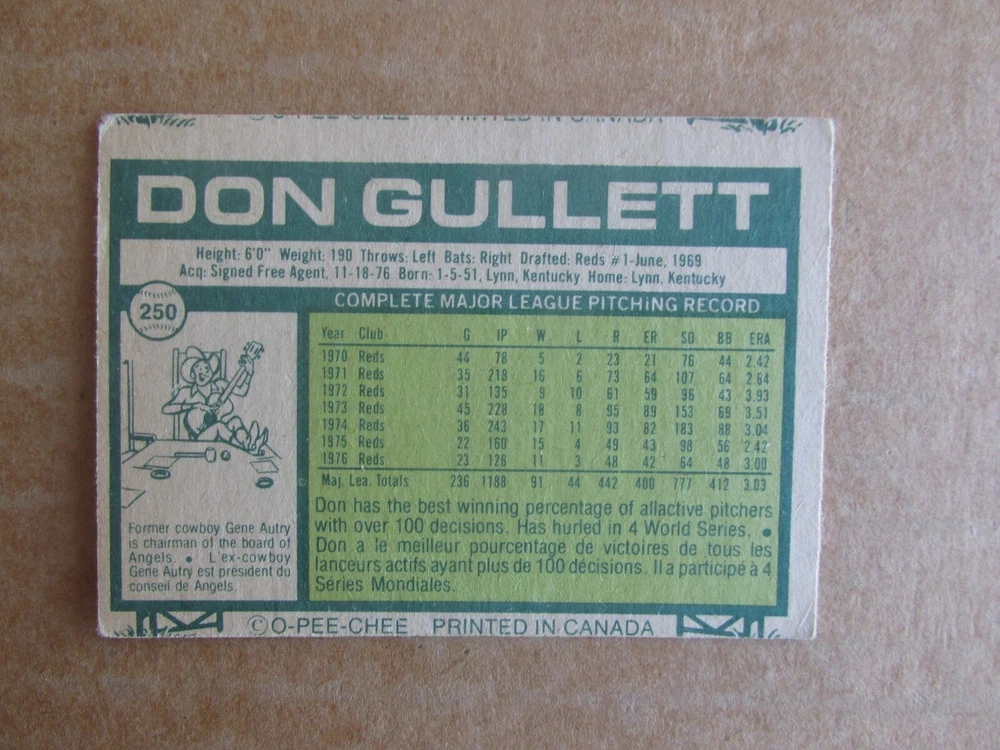 ©O-PEE-CHEE PRINTED IN CANADA
DON GULLETT
Height: 6'0" Weight: 190 Throws: Left Bats: Right Drafted: Reds #1-June, 1969
Acq: Signed Free Agent, 11-18-76 Born: 1-5-51, Lynn, Kentucky Home: Lynn, Kentucky
250
COMPLETE MAJOR LEAGUE PITCHING RECORD
Year Club G IP W L R ER SO BB ERA
1970 Reds 44 78 5 2 23 21 76 44 2.42
1971 Reds 35 218 16 6 73 64 107 64 2.64
1972 Reds 31 135 9 10 61 59 96 43 3.93
1973 Reds 45 228 18 8 95 89 153 69 3.51
1974 Reds 36 243 17 11 93 82 183 88 3.04
1975 Reds 22 160 15 4 49 43 98 56 2.42
1976 Reds 23 126 11 3 48 42 64 48 3.00
Maj. Lea. Totals 236 1188 91 44 442 400 777 412 3.03
Former cowboy Gene Autry
is chairman of the board of
Angels. • L'ex-cowboy
Gene Autry est président du
conseil de Angels.
Don has the best winning percentage of allactive pitchers
with over 100 decisions. Has hurled in 4 World Series. •
Don a le meilleur pourcentage de victoires de tous les
lanceurs actifs ayant plus de 100 décisions. Il a participé à 4
Séries Mondiales.
©O-PEE-CHEE PRINTED IN CANADA